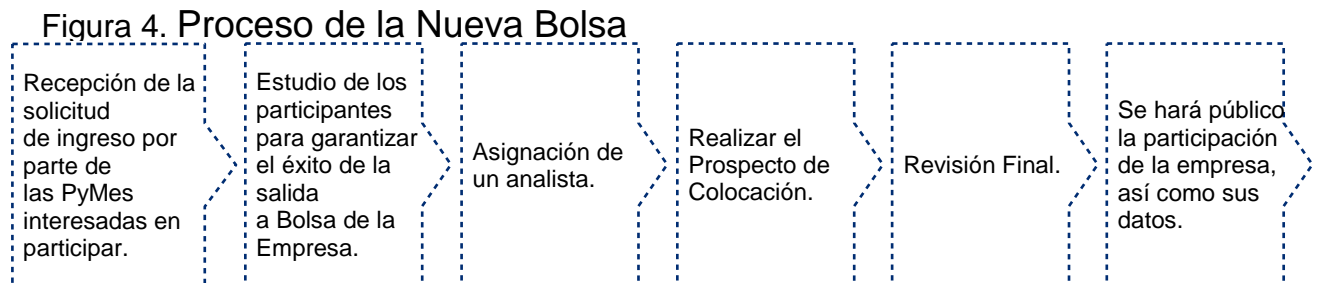 Figura 4. Proceso de la Nueva Bolsa
Recepción de la
solicitud
de ingreso por
parte de
las PyMes
interesadas en
participar.
Estudio de los
participantes
para garantizar
el éxito de la
salida
a Bolsa de la
Empresa.
Asignación de
un analista.
Realizar el
Prospecto de
Colocación.
Revisión Final.
Se hará público
la participación
de la empresa,
así como sus
datos.